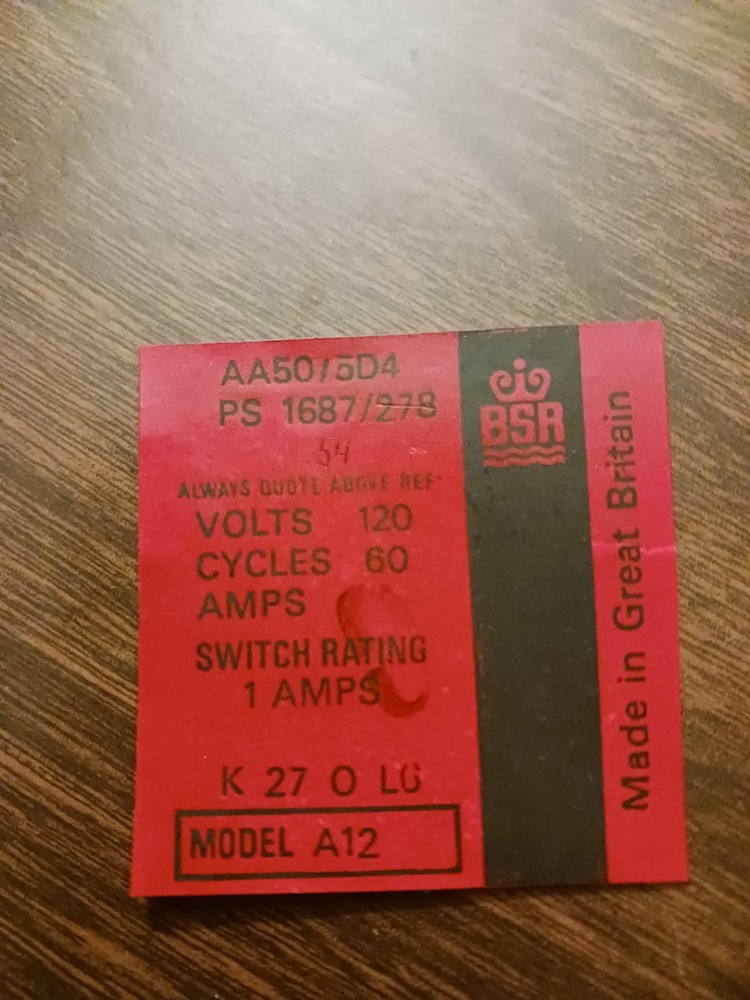 AA50/5D4
PS 1687/278
54
ALWAYS QUOTE ABOVE REF
VOLTS 120
CYCLES 60
AMPS
SWITCH RATING
1 AMPS
K 27 O LG
MODEL A12
BSR
Made in Great Britain